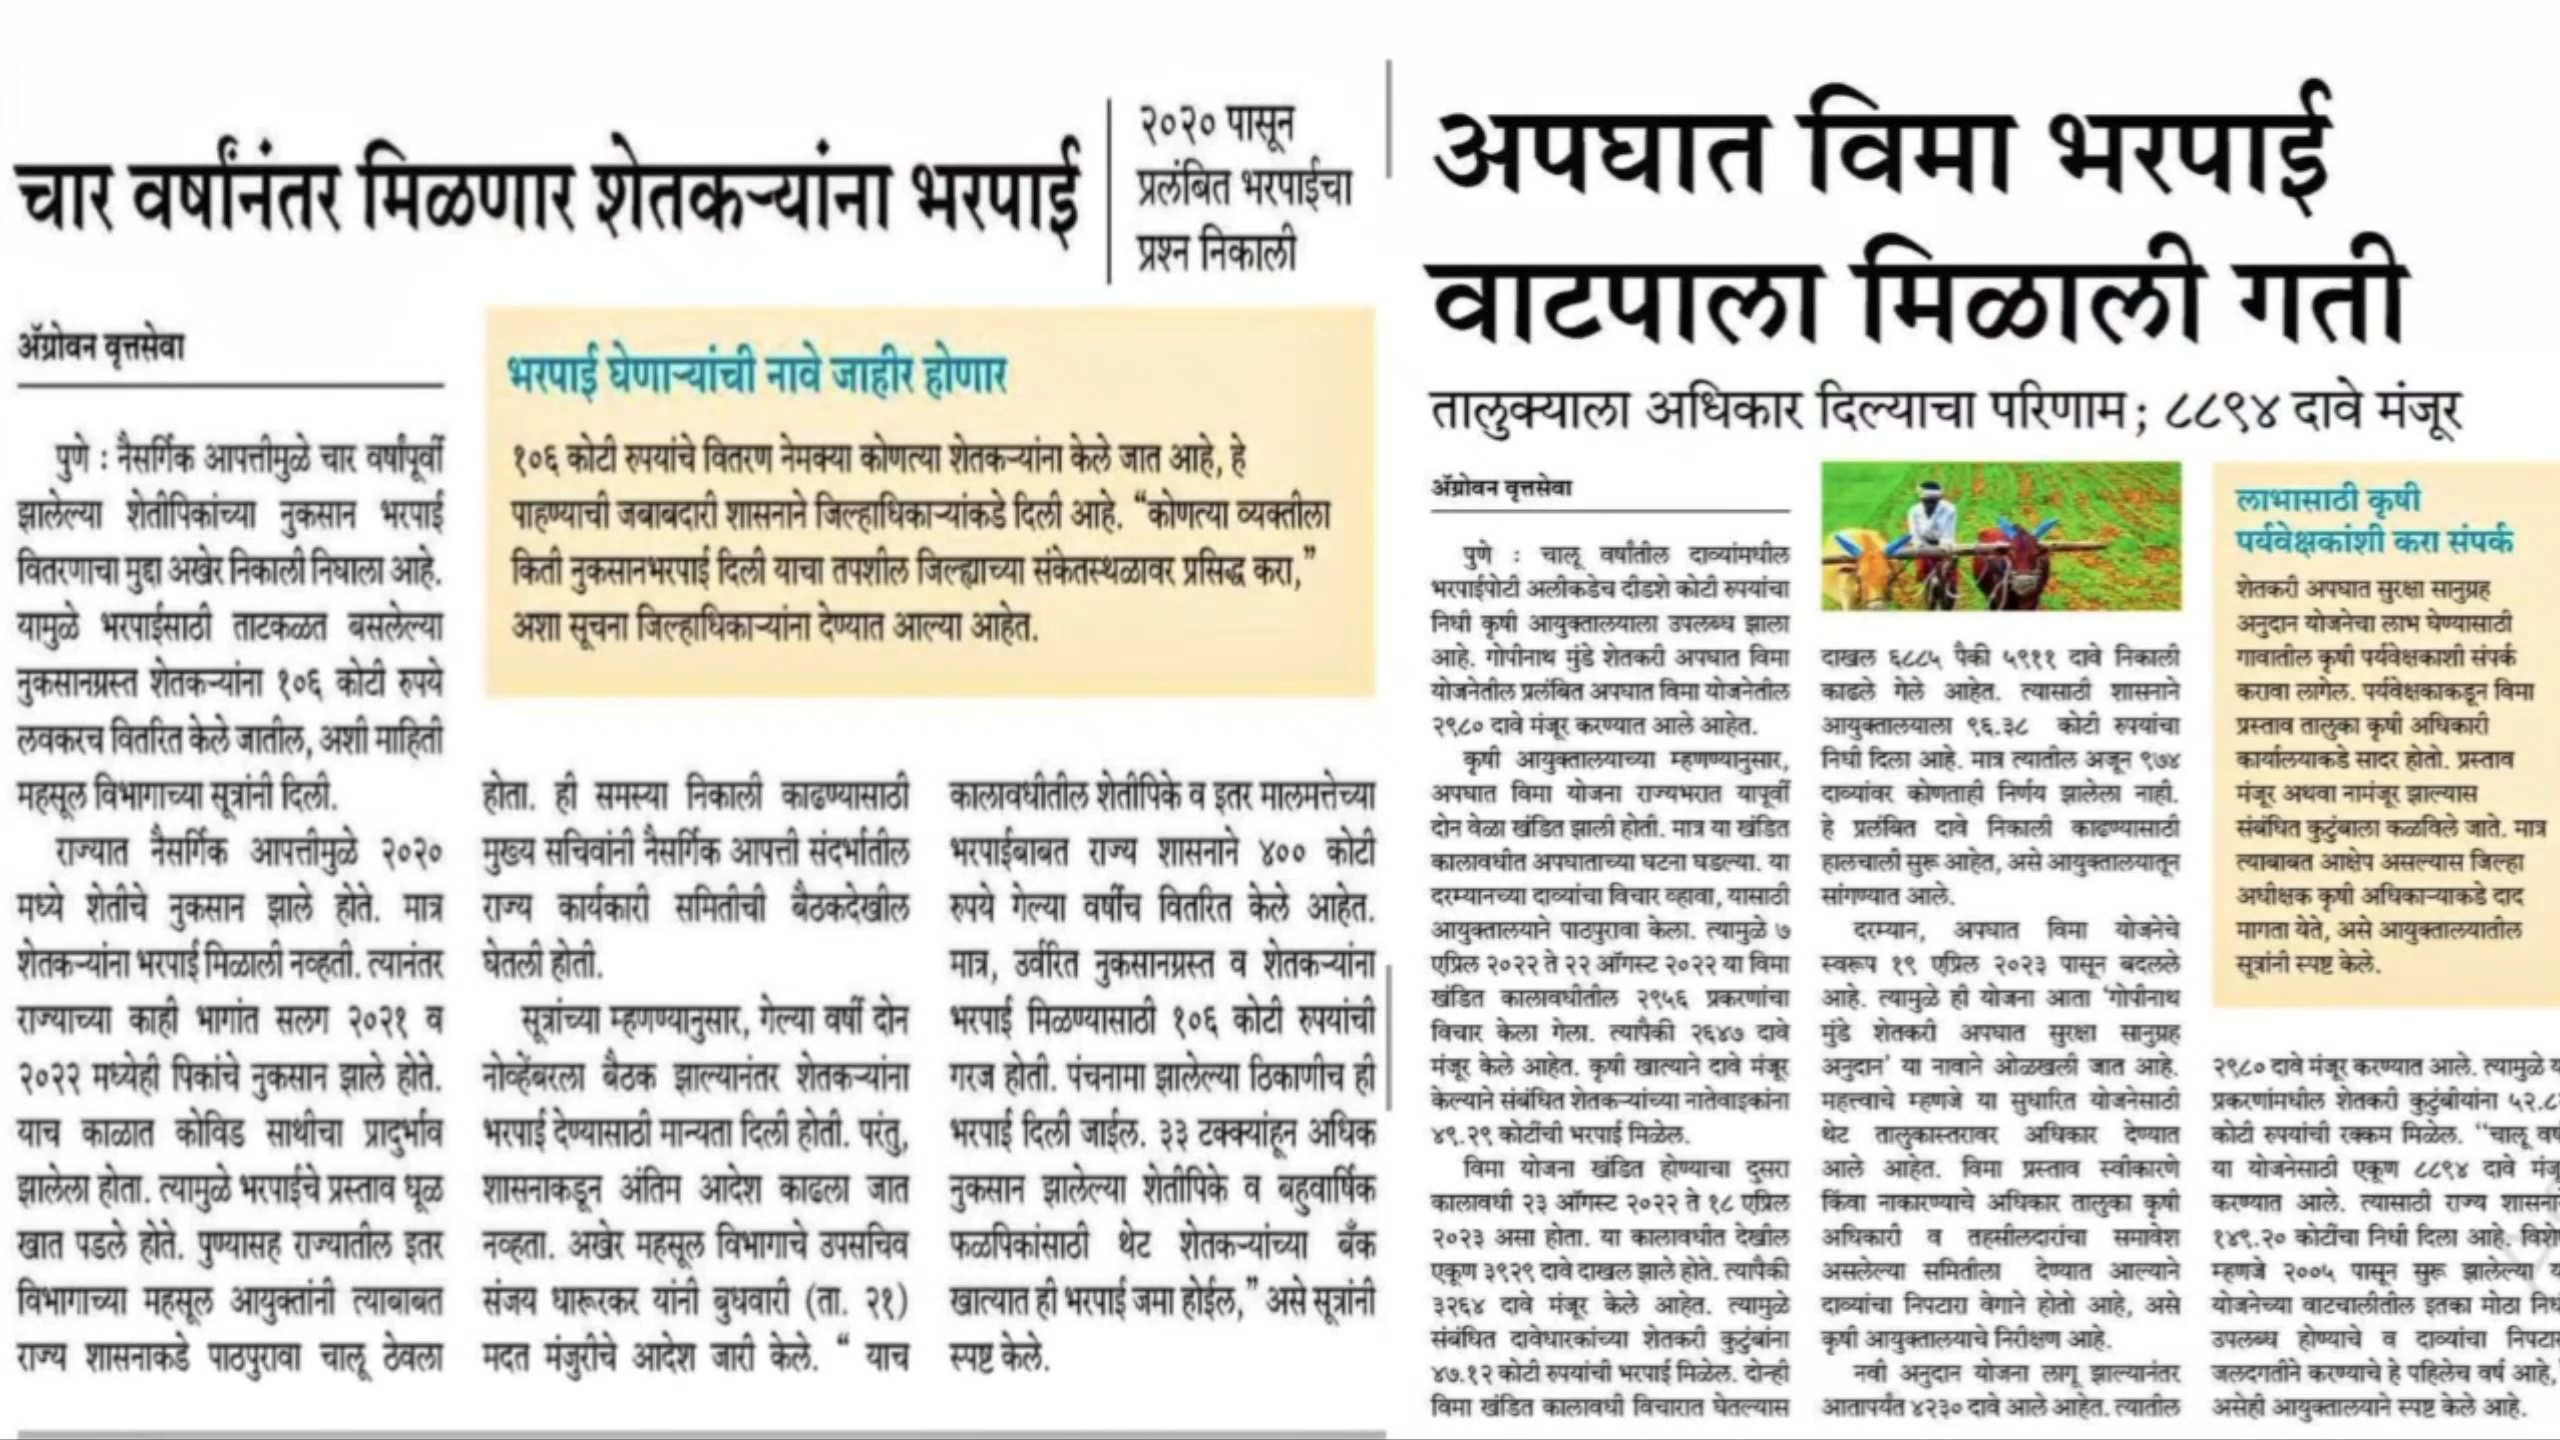 चार वर्षांनंतर मिळणार शेतकऱ्यांना भरपाई
२०२० पासून
प्रलंबित भरपाईचा
प्रश्न निकाली
ॲग्रोवन वृत्तसेवा
पुणे : नैसर्गिक आपत्तीमुळे चार वर्षांपूर्वी
झालेल्या शेतीपिकांच्या नुकसान भरपाई
वितरणाचा मुद्दा अखेर निकाली निघाला आहे.
यामुळे भरपाईसाठी ताटकळत बसलेल्या
नुकसानग्रस्त शेतकऱ्यांना १०६ कोटी रुपये
लवकरच वितरित केले जातील, अशी माहिती
महसूल विभागाच्या सूत्रांनी दिली.
राज्यात नैसर्गिक आपत्तीमुळे २०२०
मध्ये शेतीचे नुकसान झाले होते. मात्र
शेतकऱ्यांना भरपाई मिळाली नव्हती. त्यानंतर
राज्याच्या काही भागांत सलग २०२१ व
२०२२ मध्येही पिकांचे नुकसान झाले होते.
याच काळात कोविड साथीचा प्रादुर्भाव
झालेला होता. त्यामुळे भरपाईचे प्रस्ताव धूळ
खात पडले होते. पुण्यासह राज्यातील इतर
विभागाच्या महसूल आयुक्तांनी त्याबाबत
राज्य शासनाकडे पाठपुरावा चालू ठेवला
भरपाई घेणाऱ्यांची नावे जाहीर होणार
१०६ कोटी रुपयांचे वितरण नेमक्या कोणत्या शेतकऱ्यांना केले जात आहे, हे
पाहण्याची जबाबदारी शासनाने जिल्हाधिकाऱ्यांकडे दिली आहे. “कोणत्या व्यक्तीला
किती नुकसानभरपाई दिली याचा तपशील जिल्ह्याच्या संकेतस्थळावर प्रसिद्ध करा,”
अशा सूचना जिल्हाधिकाऱ्यांना देण्यात आल्या आहेत.
होता. ही समस्या निकाली काढण्यासाठी
मुख्य सचिवांनी नैसर्गिक आपत्ती संदर्भातील
राज्य कार्यकारी समितीची बैठकदेखील
घेतली होती.
सूत्रांच्या म्हणण्यानुसार, गेल्या वर्षी दोन
नोव्हेंबरला बैठक झाल्यानंतर शेतकऱ्यांना
भरपाई देण्यासाठी मान्यता दिली होती. परंतु,
शासनाकडून अंतिम आदेश काढला जात
नव्हता. अखेर महसूल विभागाचे उपसचिव
संजय धारूरकर यांनी बुधवारी (ता. २१)
मदत मंजुरीचे आदेश जारी केले. “ याच
कालावधीतील शेतीपिके व इतर मालमत्तेच्या
भरपाईबाबत राज्य शासनाने ४०० कोटी
रुपये गेल्या वर्षीच वितरित केले आहेत.
मात्र, उर्वरित नुकसानग्रस्त व शेतकऱ्यांना
भरपाई मिळण्यासाठी १०६ कोटी रुपयांची
गरज होती. पंचनामा झालेल्या ठिकाणीच ही
भरपाई दिली जाईल. ३३ टक्क्यांहून अधिक
नुकसान झालेल्या शेतीपिके व बहुवार्षिक
फळपिकांसाठी थेट शेतकऱ्यांच्या बँक
खात्यात ही भरपाई जमा होईल,” असे सूत्रांनी
स्पष्ट केले.
अपघात विमा भरपाई
वाटपाला मिळाली गती
तालुक्याला अधिकार दिल्याचा परिणाम; ८८९४ दावे मंजूर
ॲग्रोवन वृत्तसेवा
पुणे : चालू वर्षातील दाव्यांमधील
भरपाईपोटी अलीकडेच दीडशे कोटी रुपयांचा
निधी कृषी आयुक्तालयाला उपलब्ध झाला
आहे. गोपीनाथ मुंडे शेतकरी अपघात विमा
योजनेतील प्रलंबित अपघात विमा योजनेतील
२९८० दावे मंजूर करण्यात आले आहेत.
कृषी आयुक्तालयाच्या म्हणण्यानुसार,
अपघात विमा योजना राज्यभरात यापूर्वी
दोन वेळा खंडित झाली होती. मात्र या खंडित
कालावधीत अपघाताच्या घटना घडल्या. या
दरम्यानच्या दाव्यांचा विचार व्हावा, यासाठी
आयुक्तालयाने पाठपुरावा केला. त्यामुळे ७
एप्रिल २०२२ ते २२ ऑगस्ट २०२२ या विमा
खंडित कालावधीतील २९५६ प्रकरणांचा
विचार केला गेला. त्यापैकी २६४७ दावे
मंजूर केले आहेत. कृषी खात्याने दावे मंजूर
केल्याने संबंधित शेतकऱ्यांच्या नातेवाइकांना
४९.२९ कोटींची भरपाई मिळेल.
विमा योजना खंडित होण्याचा दुसरा
कालावधी २३ ऑगस्ट २०२२ ते १८ एप्रिल
२०२३ असा होता. या कालावधीत देखील
एकूण ३९२९ दावे दाखल झाले होते. त्यापैकी
३२६४ दावे मंजूर केले आहेत. त्यामुळे
संबंधित दावेधारकांच्या शेतकरी कुटुंबांना
४७.१२ कोटी रुपयांची भरपाई मिळेल. दोन्ही
विमा खंडित कालावधी विचारात घेतल्यास
दाखल ६८८५ पैकी ५९११ दावे निकाली
काढले गेले आहेत. त्यासाठी शासनाने
आयुक्तालयाला ९६.३८ कोटी रुपयांचा
निधी दिला आहे. मात्र त्यातील अजून ९७४
दाव्यांवर कोणताही निर्णय झालेला नाही.
हे प्रलंबित दावे निकाली काढण्यासाठी
हालचाली सुरू आहेत, असे आयुक्तालयातून
सांगण्यात आले.
दरम्यान, अपघात विमा योजनेचे
स्वरूप १९ एप्रिल २०२३ पासून बदलले
आहे. त्यामुळे ही योजना आता ‘गोपीनाथ
मुंडे शेतकरी अपघात सुरक्षा सानुग्रह
अनुदान’ या नावाने ओळखली जात आहे.
महत्त्वाचे म्हणजे या सुधारित योजनेसाठी
थेट तालुकास्तरावर अधिकार देण्यात
आले आहेत. विमा प्रस्ताव स्वीकारणे
किंवा नाकारण्याचे अधिकार तालुका कृषी
अधिकारी व तहसीलदारांचा समावेश
असलेल्या समितीला देण्यात आल्याने
दाव्यांचा निपटारा वेगाने होतो आहे, असे
कृषी आयुक्तालयाचे निरीक्षण आहे.
नवी अनुदान योजना लागू झाल्यानंतर
आतापर्यंत ४२३० दावे आले आहेत. त्यातील
लाभासाठी कृषी
पर्यवेक्षकांशी करा संपर्क
शेतकरी अपघात सुरक्षा सानुग्रह
अनुदान योजनेचा लाभ घेण्यासाठी
गावातील कृषी पर्यवेक्षकाशी संपर्क
करावा लागेल. पर्यवेक्षकाकडून विमा
प्रस्ताव तालुका कृषी अधिकारी
कार्यालयाकडे सादर होतो. प्रस्ताव
मंजूर अथवा नामंजूर झाल्यास
संबंधित कुटुंबाला कळविले जाते. मात्र
त्याबाबत आक्षेप असल्यास जिल्हा
अधीक्षक कृषी अधिकाऱ्याकडे दाद
मागता येते, असे आयुक्तालयातील
सूत्रांनी स्पष्ट केले.
२९८० दावे मंजूर करण्यात आले. त्यामुळे
प्रकरणांमधील शेतकरी कुटुंबीयांना
कोटी रुपयांची रक्कम मिळेल. “चालू
या योजनेसाठी एकूण ८८९४ दावे
करण्यात आले. त्यासाठी राज्य
१४९.२० कोटींचा निधी दिला आहे.
म्हणजे २००५ पासून सुरू झालेल्या
योजनेच्या वाटचालीतील इतका मोठा
उपलब्ध होण्याचे व दाव्यांचा
जलदगतीने करण्याचे हे पहिलेच वर्ष आहे,
असेही आयुक्तालयाने स्पष्ट केले आहे.